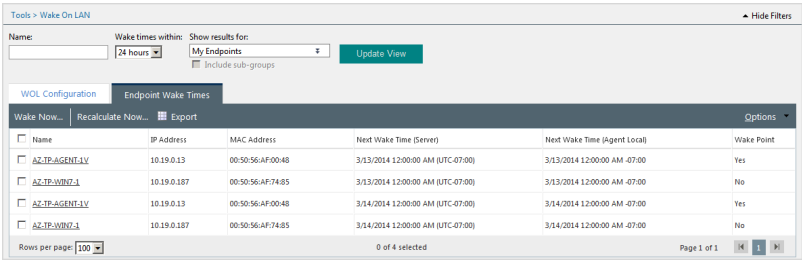 Tools > Wake On LAN Hide Filters
Name: Wake times within: Show results for:
24 hours My Endpoints Update View
Include sub-groups
WOL Configuration Endpoint Wake Times
Wake Now... Recalculate Now... Export Options
Name IP Address MAC Address Next Wake Time (Server) Next Wake Time (Agent Local) Wake Point
AZ-TP-AGENT-1V 10.19.0.13 00:50:56:AF:00:48 3/13/2014 12:00:00 AM (UTC-07:00) 3/13/2014 12:00:00 AM -07:00 Yes
AZ-TP-WIN7-1 10.19.0.187 00:50:56:AF:74:85 3/13/2014 12:00:00 AM (UTC-07:00) 3/13/2014 12:00:00 AM -07:00 No
AZ-TP-AGENT-1V 10.19.0.13 00:50:56:AF:00:48 3/14/2014 12:00:00 AM (UTC-07:00) 3/14/2014 12:00:00 AM -07:00 Yes
AZ-TP-WIN7-1 10.19.0.187 00:50:56:AF:74:85 3/14/2014 12:00:00 AM (UTC-07:00) 3/14/2014 12:00:00 AM -07:00 No
Rows per page: 100 0 of 4 selected Page 1 of 1 1